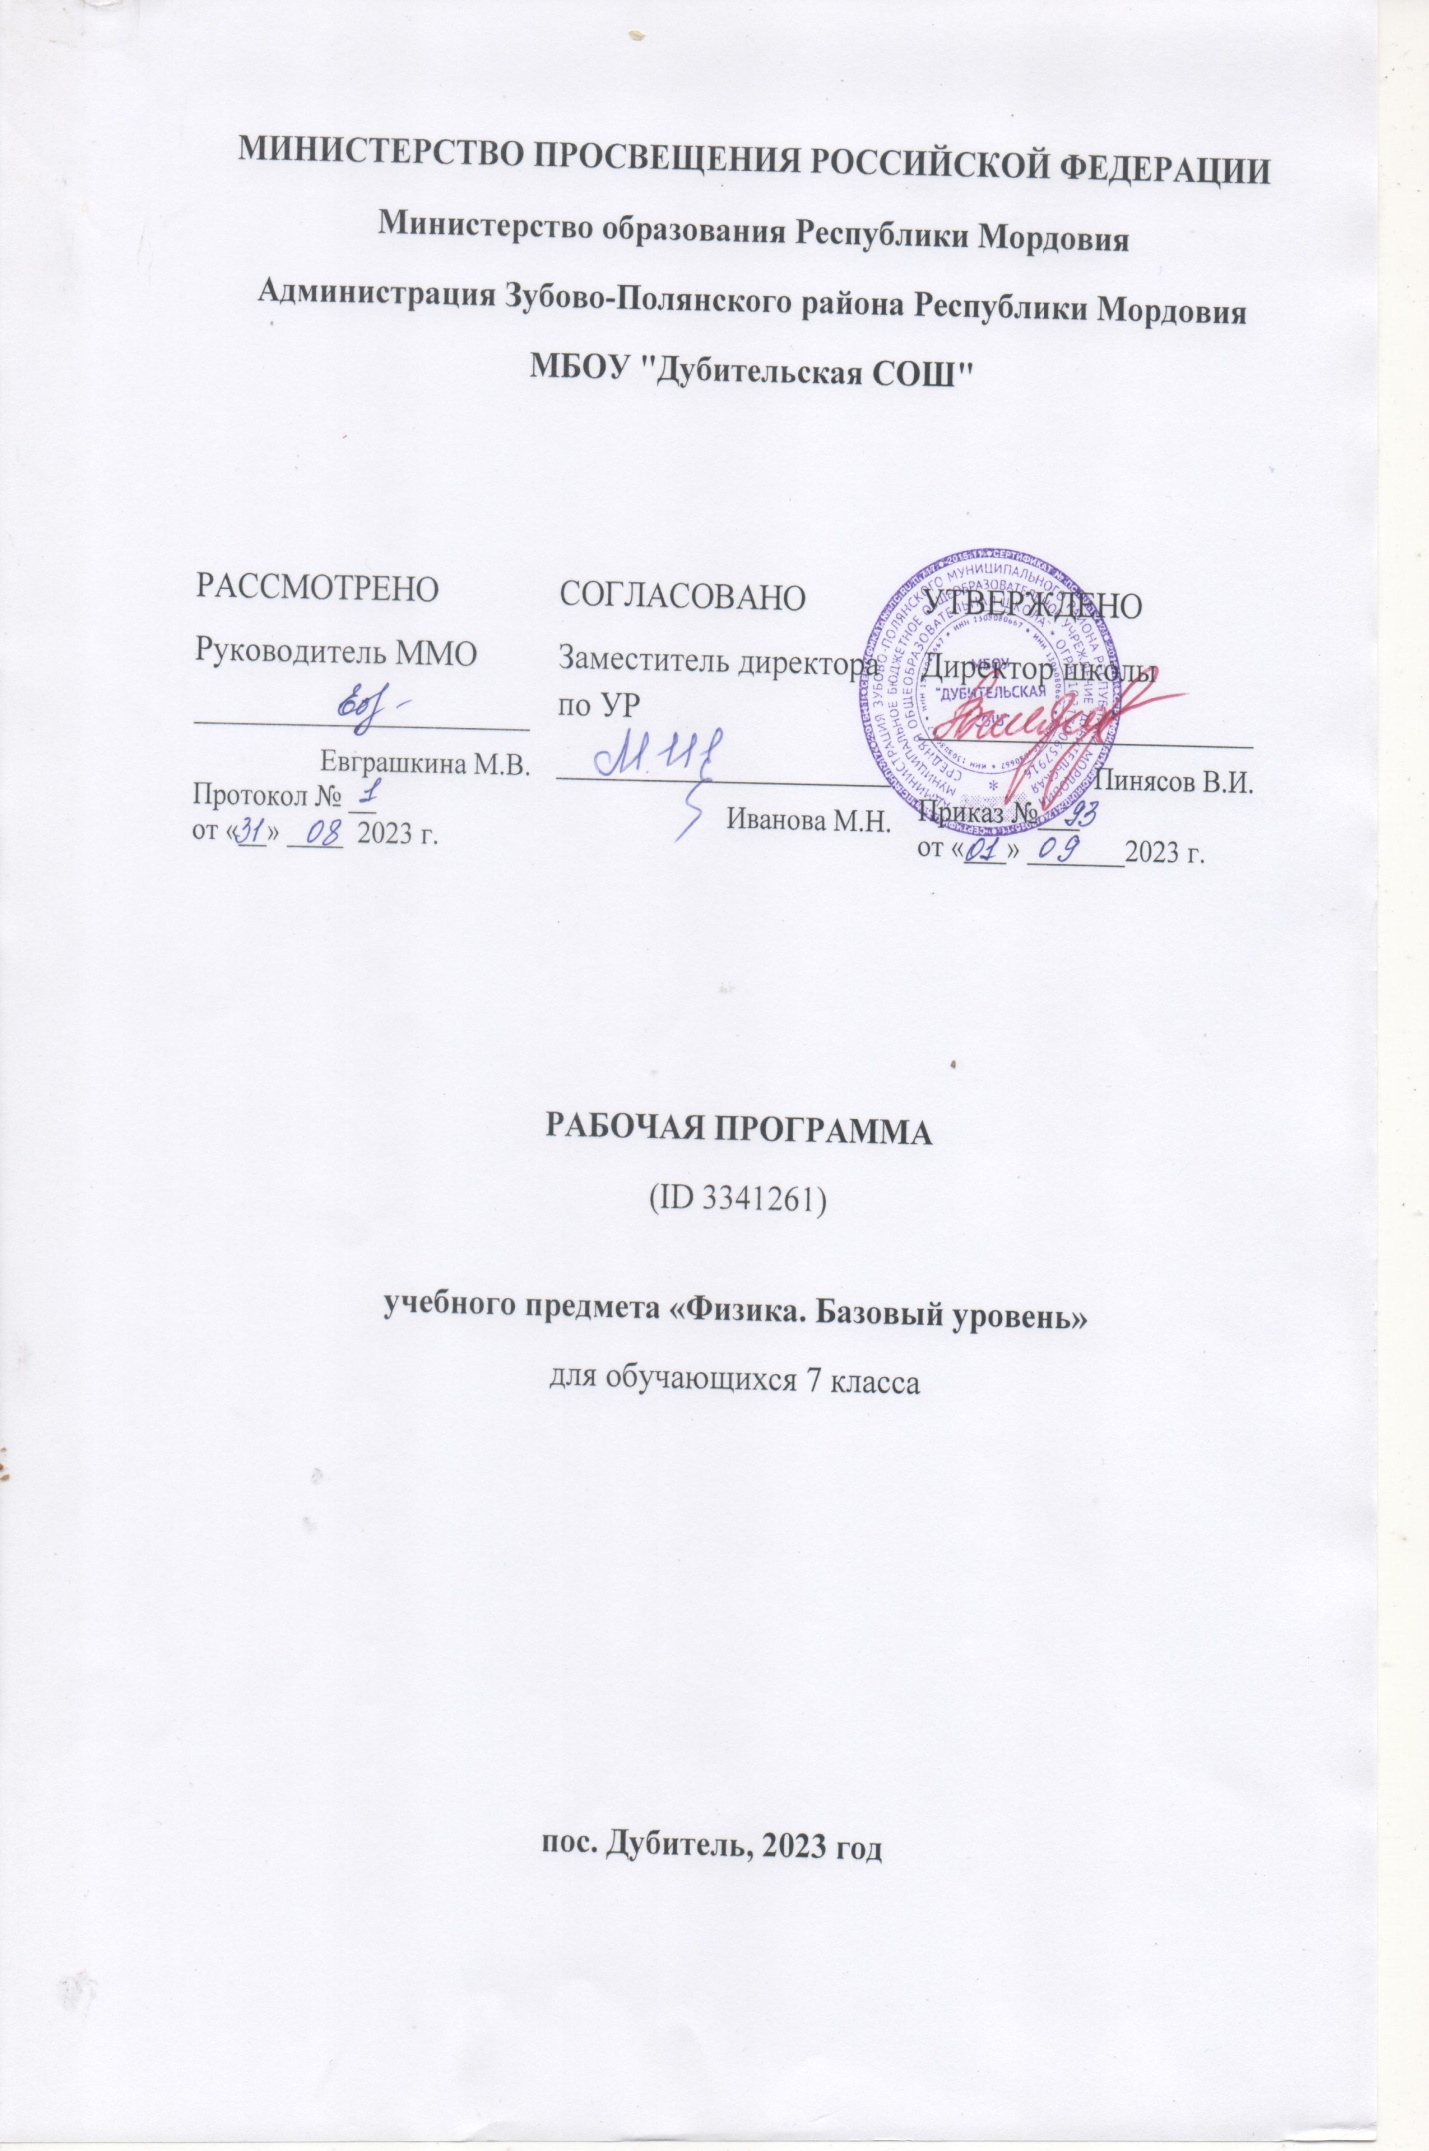 МИНИСТЕРСТВО ПРОСВЕЩЕНИЯ РОССИЙСКОЙ ФЕДЕРАЦИИ
Министерство образования Республики Мордовия
Администрация Зубово-Полянского района Республики Мордовия
МБОУ "Дубительская СОШ"
РАССМОТРЕНО
Руководитель ММО
Евграшкина М.В.
Протокол № 1
от «31» 08 2023 г.
СОГЛАСОВАНО
Заместитель директора
по УР
Иванова М.Н.
УТВЕРЖДЕНО
Директор школы
Пинясов В.И.
Приказ № 93
от «01» 09 2023 г.
МБОУ
"ДУБИТЕЛЬСКАЯ
РАБОЧАЯ ПРОГРАММА
(ID 3341261)
учебного предмета «Физика. Базовый уровень»
для обучающихся 7 класса
пос. Дубитель, 2023 год